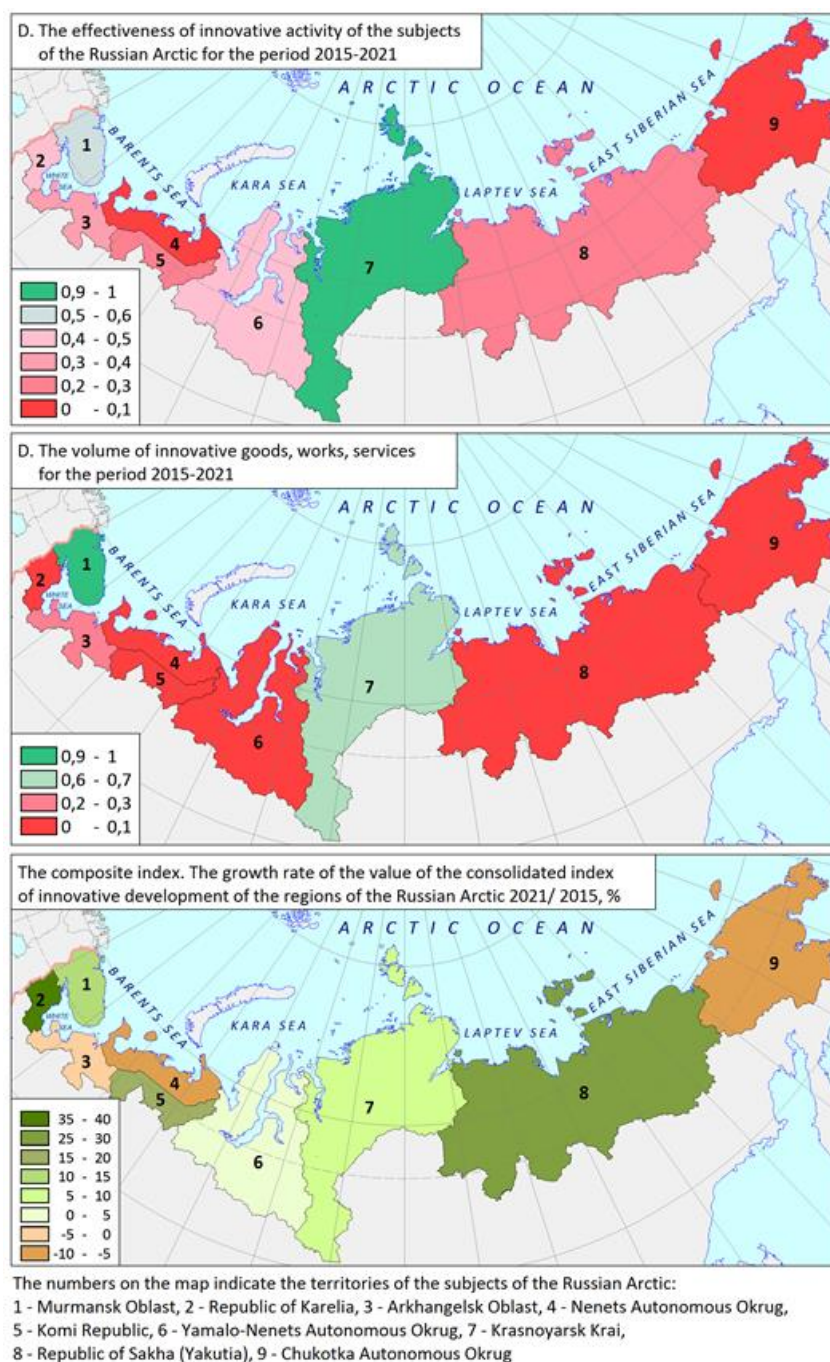 D. The effectiveness of innovative activity of the subjects
of the Russian Arctic for the period 2015-2021
ARCTIC OCEAN
BARENTS SEA
KARA SEA
LAPTEV SEA
EAST SIBERIAN SEA
WHITE
SEA
1
2
3
4
5
6
7
8
9
0,9 - 1
0,5 - 0,6
0,4 - 0,5
0,3 - 0,4
0,2 - 0,3
0 - 0,1
D. The volume of innovative goods, works, services
for the period 2015-2021
ARCTIC OCEAN
BARENTS SEA
KARA SEA
LAPTEV SEA
EAST SIBERIAN SEA
WHITE
SEA
1
2
3
4
5
6
7
8
9
0,9 - 1
0,6 - 0,7
0,2 - 0,3
0 - 0,1
The composite index. The growth rate of the value of the consolidated index
of innovative development of the regions of the Russian Arctic 2021/ 2015, %
ARCTIC OCEAN
BARENTS SEA
KARA SEA
LAPTEV SEA
EAST SIBERIAN SEA
WHITE
SEA
1
2
3
4
5
6
7
8
9
35 - 40
25 - 30
15 - 20
10 - 15
5 - 10
0 - 5
-5 - 0
-10 - -5
The numbers on the map indicate the territories of the subjects of the Russian Arctic:
1 - Murmansk Oblast, 2 - Republic of Karelia, 3 - Arkhangelsk Oblast, 4 - Nenets Autonomous Okrug,
5 - Komi Republic, 6 - Yamalo-Nenets Autonomous Okrug, 7 - Krasnoyarsk Krai,
8 - Republic of Sakha (Yakutia), 9 - Chukotka Autonomous Okrug